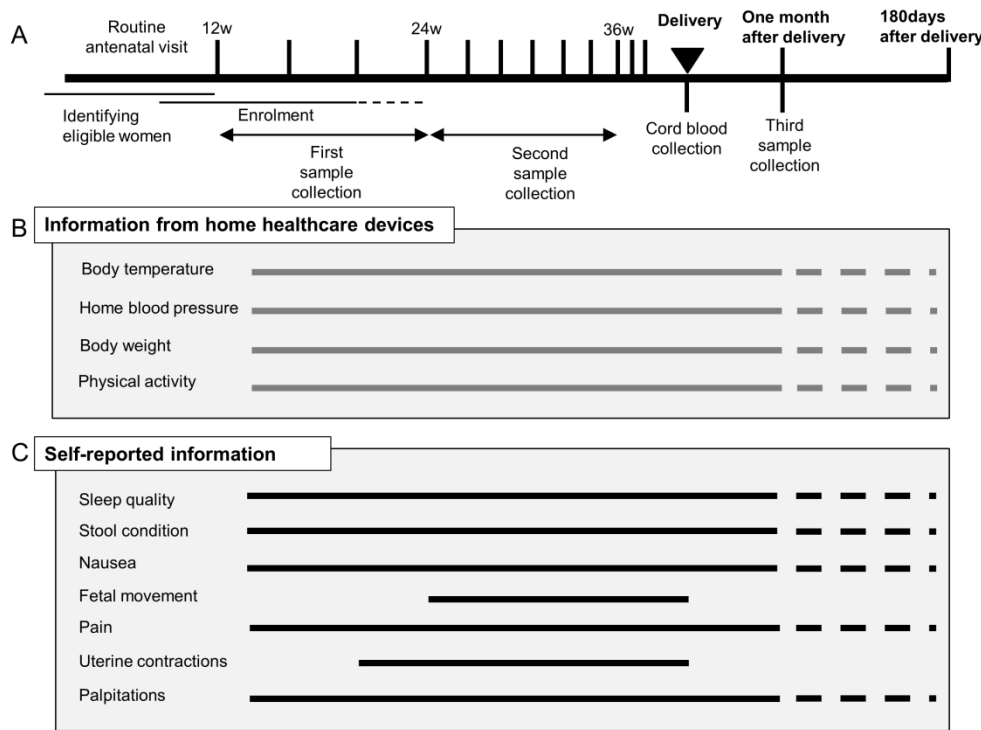 A
Routine
antenatal visit
12w
24w
36w
Delivery
One month
after delivery
180days
after delivery
Identifying
eligible women
Enrolment
First
sample
collection
Second
sample
collection
Cord blood
collection
Third
sample
collection
B
Information from home healthcare devices
Body temperature
Home blood pressure
Body weight
Physical activity
C
Self-reported information
Sleep quality
Stool condition
Nausea
Fetal movement
Pain
Uterine contractions
Palpitations